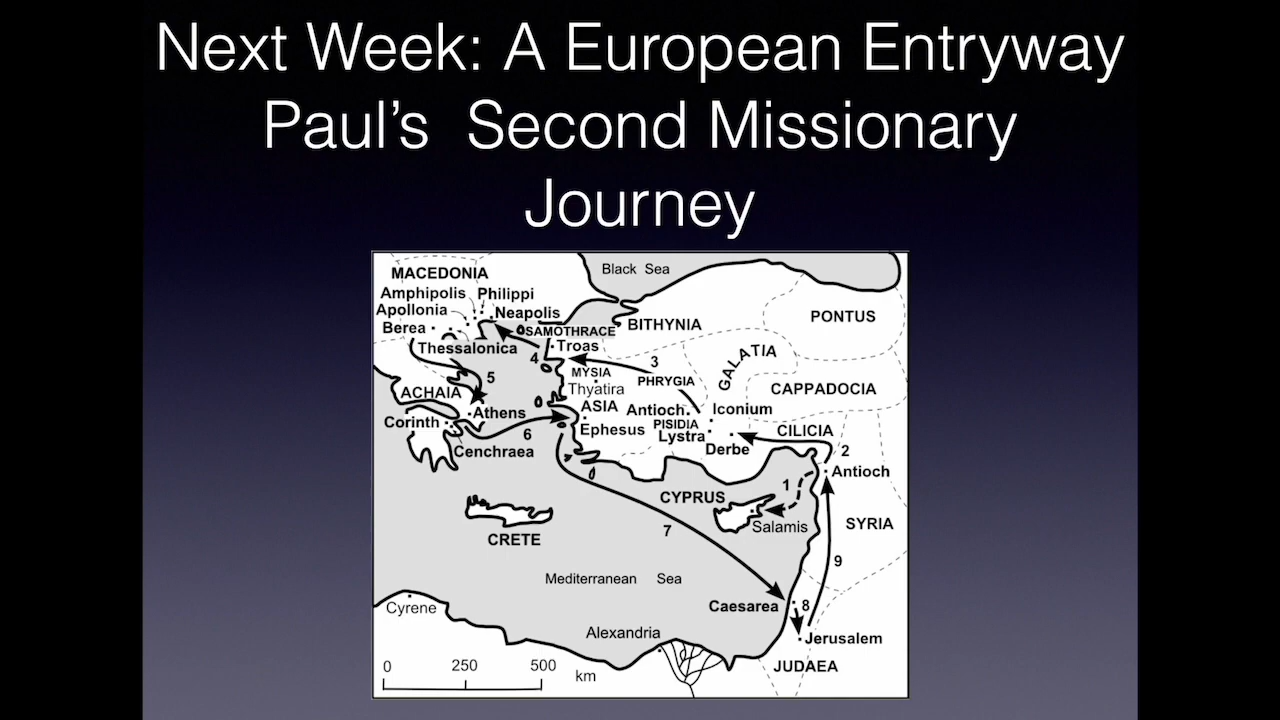 Next Week: A European Entryway
Paul’s  Second Missionary
Journey
Black Sea
MACEDONIA
Amphipolis Philippi
Apollonia Neapolis
Berea
SAMOTHRACE
BITHYNIA
PONTUS
Thessalonica
Troas
4
3
GALATIA
MYSIA
PHRYGIA
5
Thyatira
CAPPADOCIA
ACHAIA
ASIA
Antioch
Iconium
Athens
Corinth
PISIDIA
6
Ephesus
Lystra
CILICIA
Cenchraea
Derbe
2
Antioch
1
CYPRUS
Salamis
SYRIA
CRETE
7
9
Mediterranean Sea
Cyrene
Caesarea
8
Alexandria
Jerusalem
JUDAEA
0 250 500
km